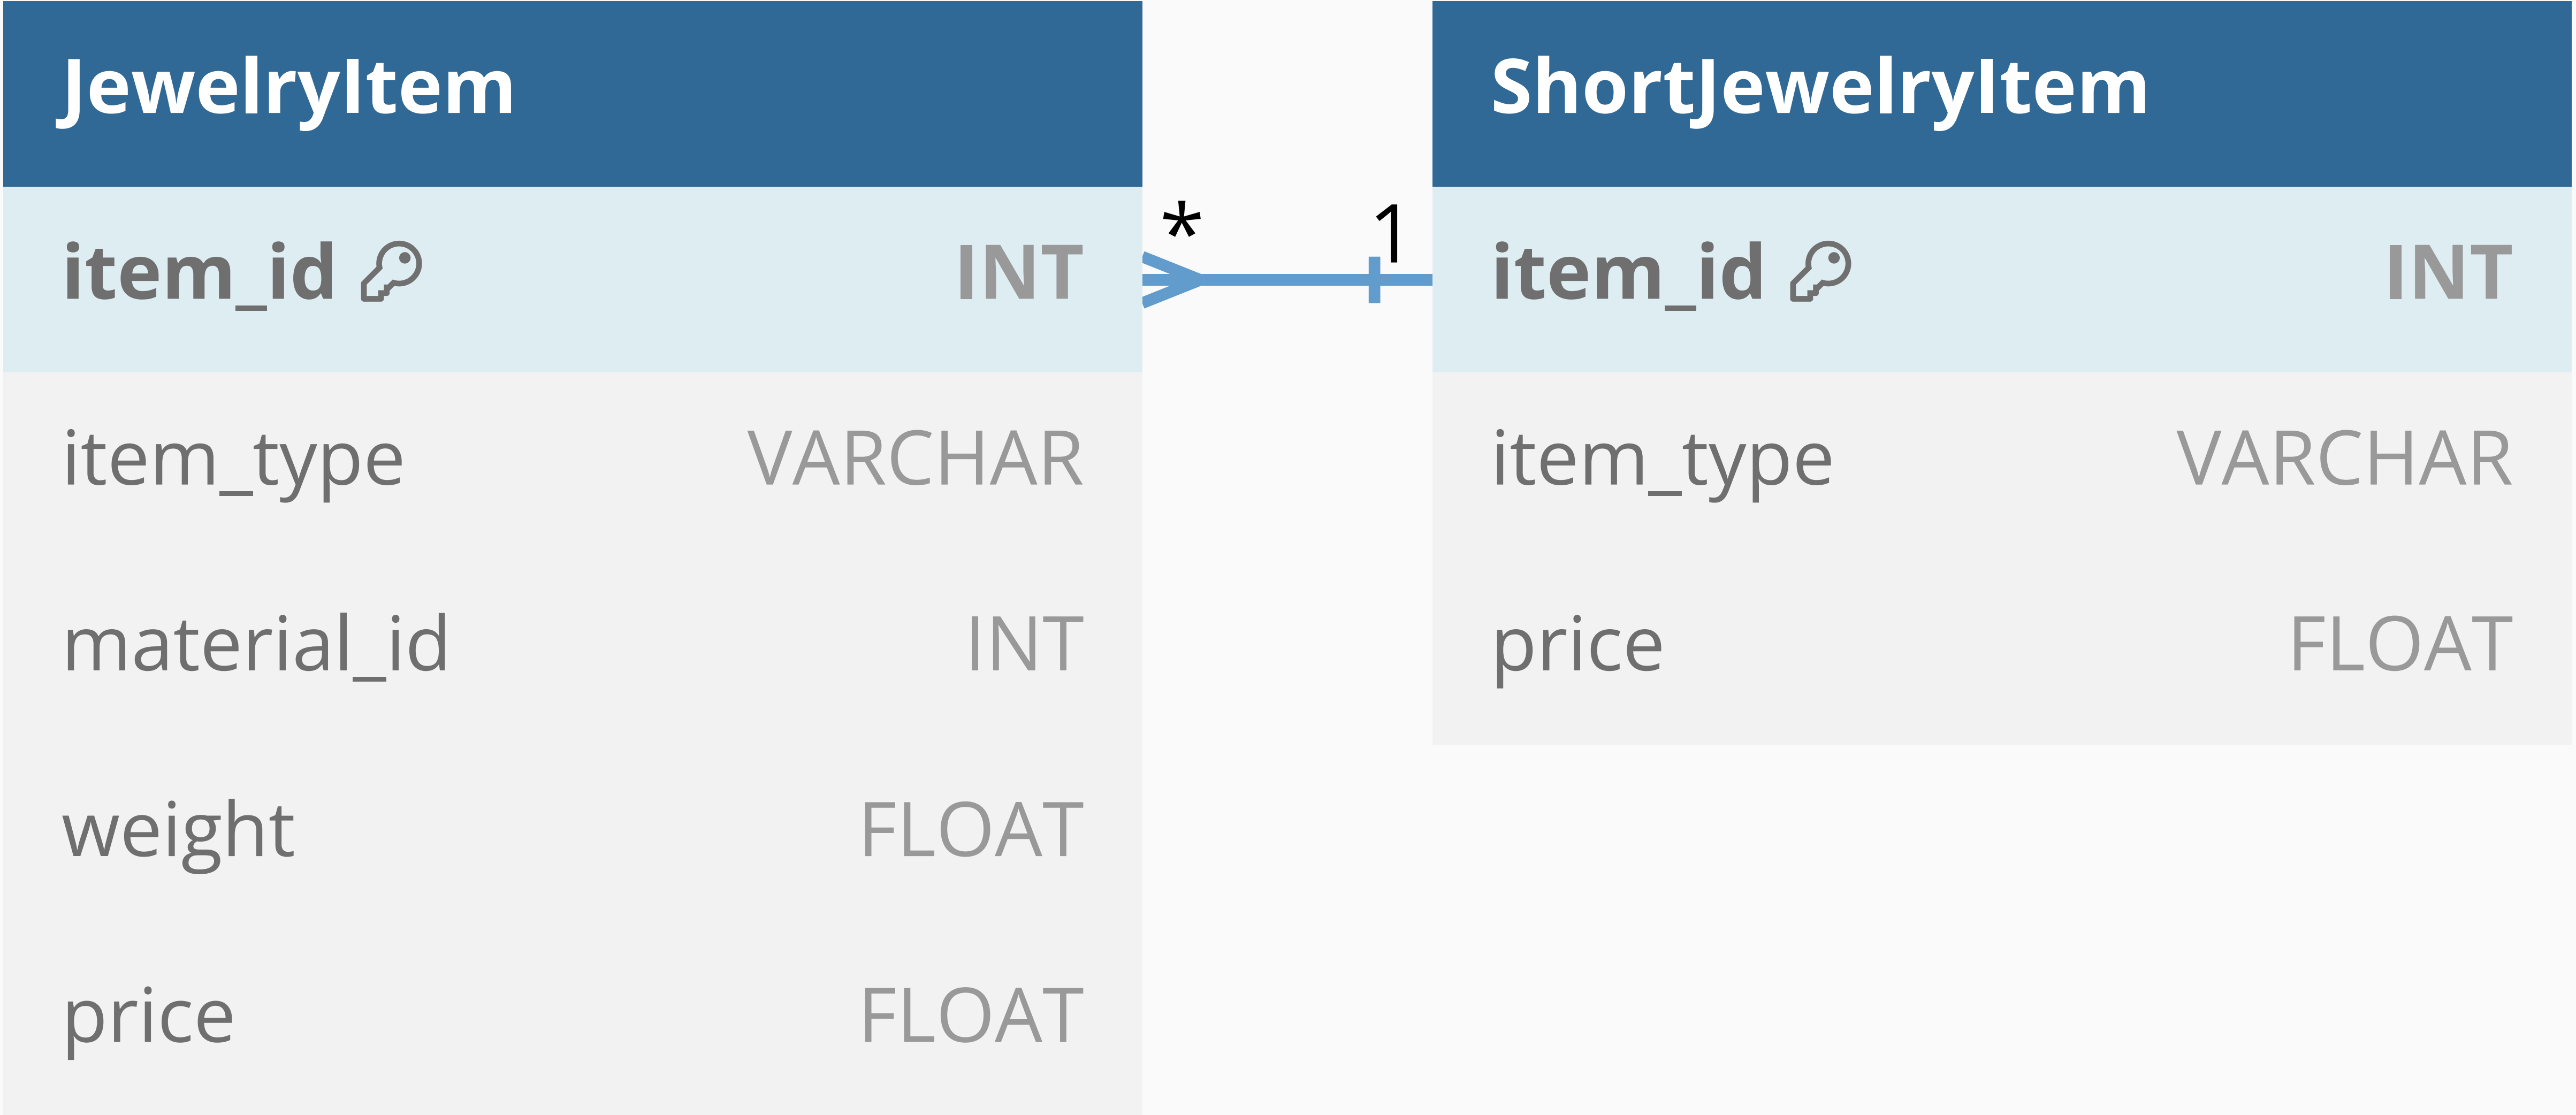 JewelryItem
item_id INT
item_type VARCHAR
material_id INT
weight FLOAT
price FLOAT
* 1
ShortJewelryItem
item_id INT
item_type VARCHAR
price FLOAT